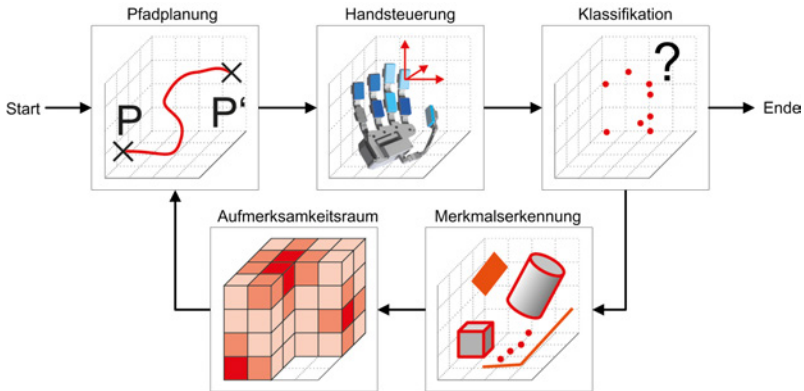 Pfadplanung
Handsteuerung
Klassifikation
Start
P
P‘
?
Ende
Aufmerksamkeitsraum
Merkmalserkennung